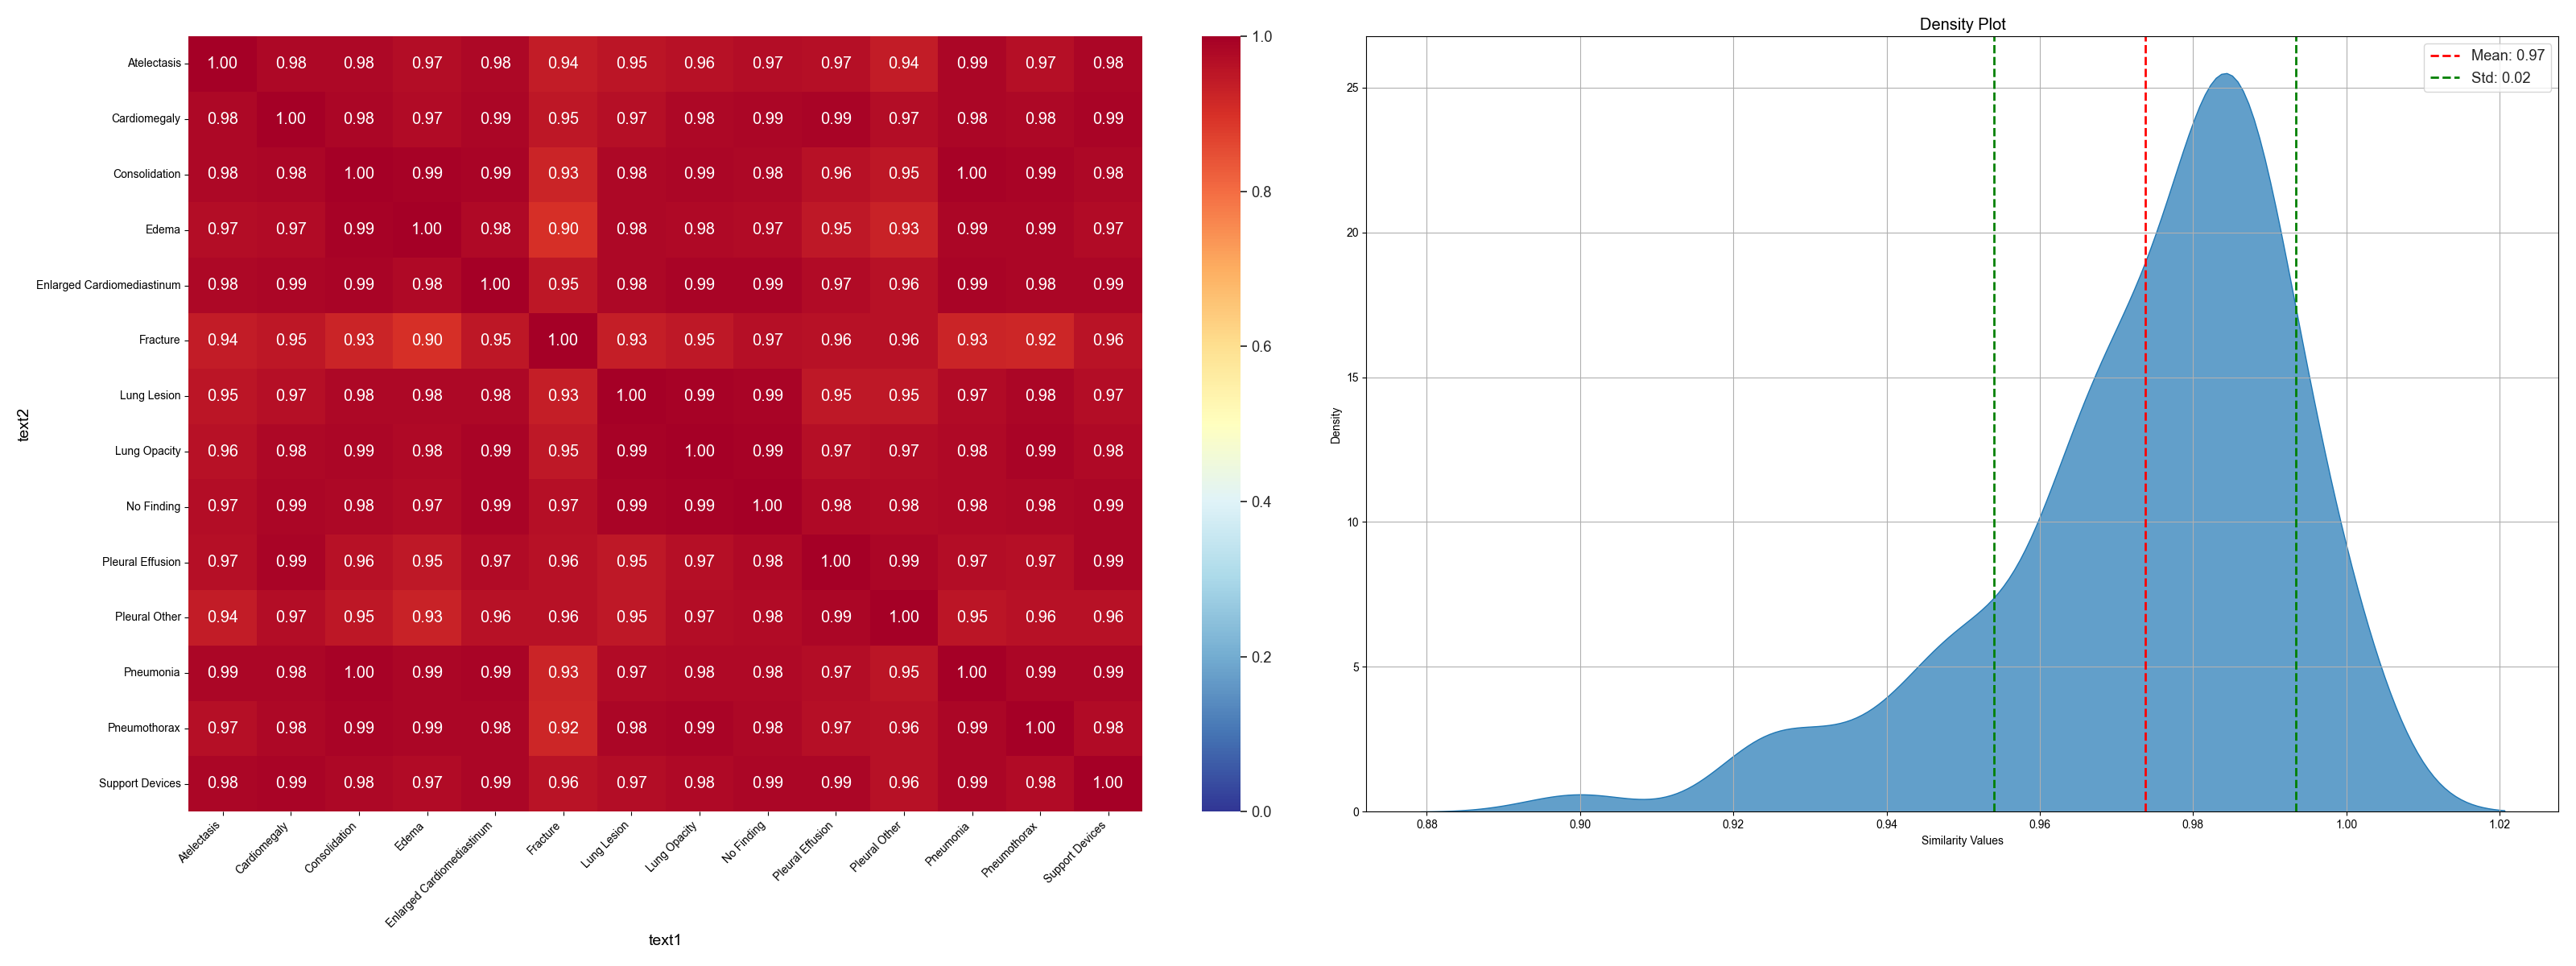 Atelectasis 1.00 0.98 0.98 0.97 0.98 0.94 0.95 0.96 0.97 0.97 0.94 0.99 0.97 0.98
Cardiomegaly 0.98 1.00 0.98 0.97 0.99 0.95 0.97 0.98 0.99 0.99 0.97 0.98 0.98 0.99
Consolidation 0.98 0.98 1.00 0.99 0.99 0.93 0.98 0.99 0.98 0.96 0.95 1.00 0.99 0.98
Edema 0.97 0.97 0.99 1.00 0.98 0.90 0.98 0.98 0.97 0.95 0.93 0.99 0.99 0.97
Enlarged Cardiomediastinum 0.98 0.99 0.99 0.98 1.00 0.95 0.98 0.99 0.99 0.97 0.96 0.99 0.98 0.99
Fracture 0.94 0.95 0.93 0.90 0.95 1.00 0.93 0.95 0.97 0.96 0.96 0.93 0.92 0.96
Lung Lesion 0.95 0.97 0.98 0.98 0.98 0.93 1.00 0.99 0.99 0.95 0.95 0.97 0.98 0.97
Lung Opacity 0.96 0.98 0.99 0.98 0.99 0.95 0.99 1.00 0.99 0.97 0.97 0.98 0.99 0.98
No Finding 0.97 0.99 0.98 0.97 0.99 0.97 0.99 0.99 1.00 0.98 0.98 0.98 0.98 0.99
Pleural Effusion 0.97 0.99 0.96 0.95 0.97 0.96 0.95 0.97 0.98 1.00 0.99 0.97 0.97 0.99
Pleural Other 0.94 0.97 0.95 0.93 0.96 0.96 0.95 0.97 0.98 0.99 1.00 0.95 0.96 0.96
Pneumonia 0.99 0.98 1.00 0.99 0.99 0.93 0.97 0.98 0.98 0.97 0.95 1.00 0.99 0.99
Pneumothorax 0.97 0.98 0.99 0.99 0.98 0.92 0.98 0.99 0.98 0.97 0.96 0.99 1.00 0.98
Support Devices 0.98 0.99 0.98 0.97 0.99 0.96 0.97 0.98 0.99 0.99 0.96 0.99 0.98 1.00
text2
Atelectasis
Cardiomegaly
Consolidation
Edema
Enlarged Cardiomediastinum
Fracture
Lung Lesion
Lung Opacity
No Finding
Pleural Effusion
Pleural Other
Pneumonia
Pneumothorax
Support Devices
text1
1.0
0.8
0.6
0.4
0.2
0.0
Density Plot
Mean: 0.97
Std: 0.02
25
20
15
10
5
0
Density
0.88 0.90 0.92 0.94 0.96 0.98 1.00 1.02
Similarity Values